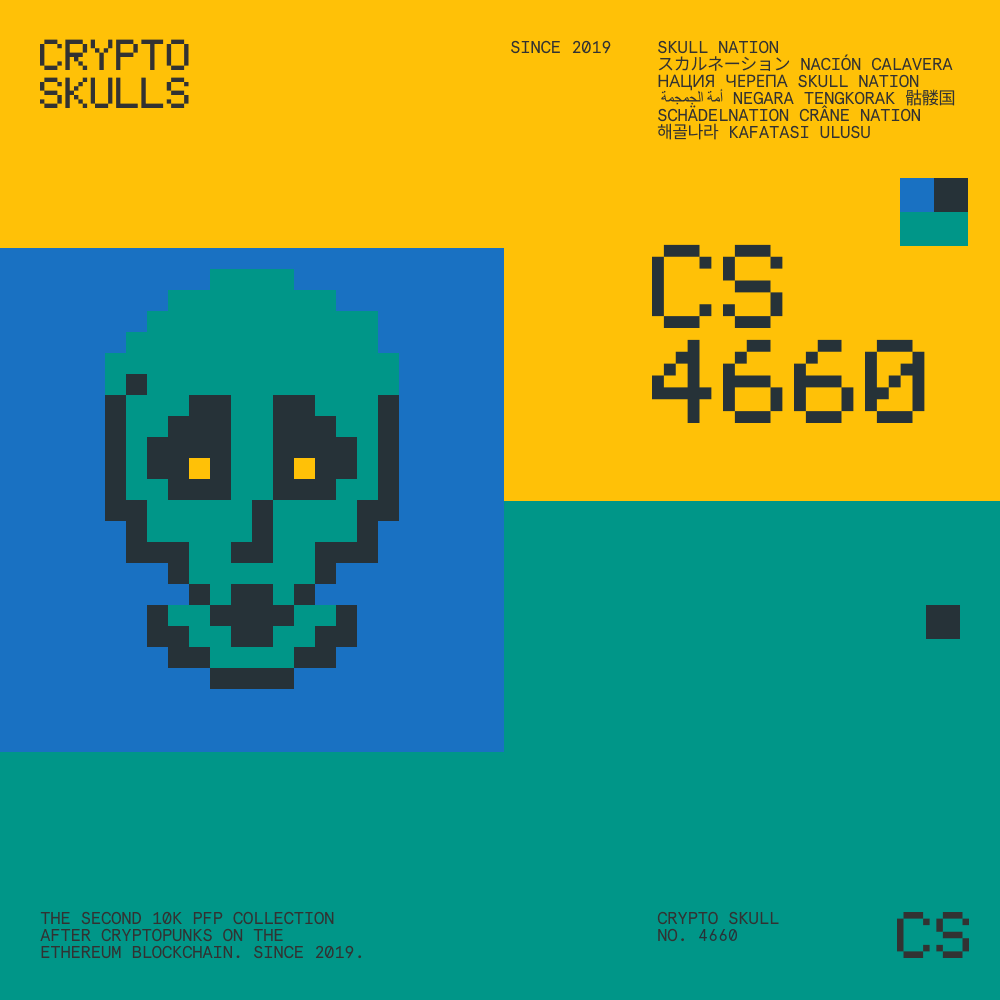 CRYPTO
SKULLS
SINCE 2019
SKULL NATION
スカルネーション NACIÓN CALAVERA
НАЦИЯ ЧЕРЕПА SKULL NATION
أمة الجمجمة NEGARA TENGKORAK 骷髅国
SCHÄDELNATION CRÂNE NATION
해골나라 KAFATASI ULUSU
CS
4660
THE SECOND 10K PFP COLLECTION
AFTER CRYPTOPUNKS ON THE
ETHEREUM BLOCKCHAIN. SINCE 2019.
CRYPTO SKULL
NO. 4660
CS